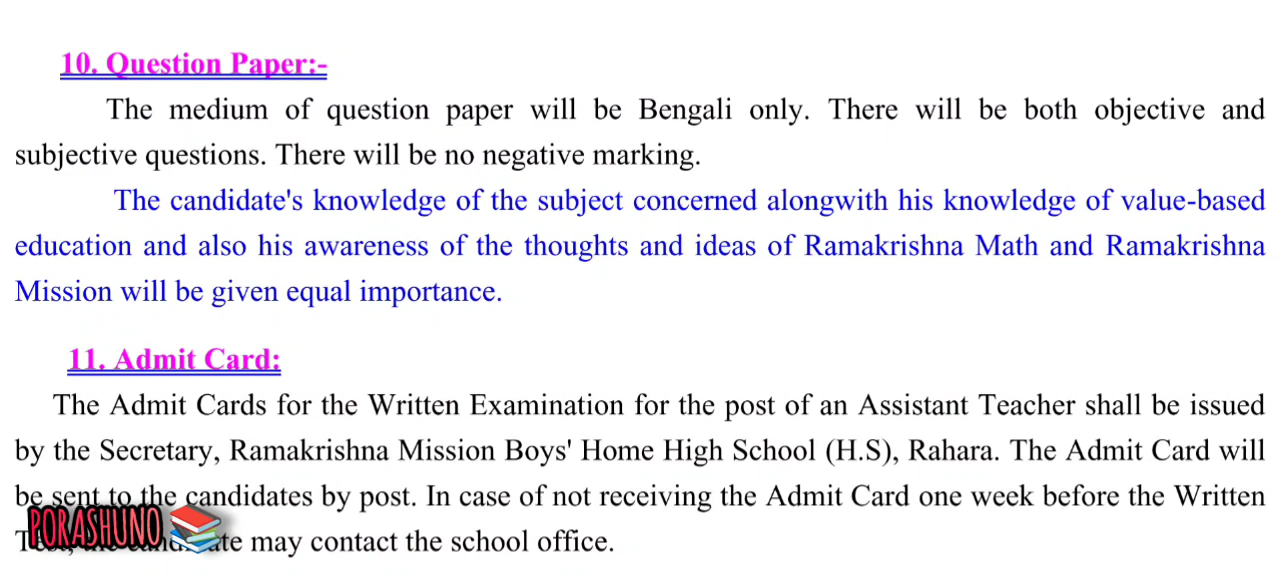 10. Question Paper:-
The medium of question paper will be Bengali only. There will be both objective and
subjective questions. There will be no negative marking.
The candidate's knowledge of the subject concerned alongwith his knowledge of value-based
education and also his awareness of the thoughts and ideas of Ramakrishna Math and Ramakrishna
Mission will be given equal importance.
11. Admit Card:
The Admit Cards for the Written Examination for the post of an Assistant Teacher shall be issued
by the Secretary, Ramakrishna Mission Boys' Home High School (H.S), Rahara. The Admit Card will
be sent to the candidates by post. In case of not receiving the Admit Card one week before the Written
may contact the school office.
PORASHUNO